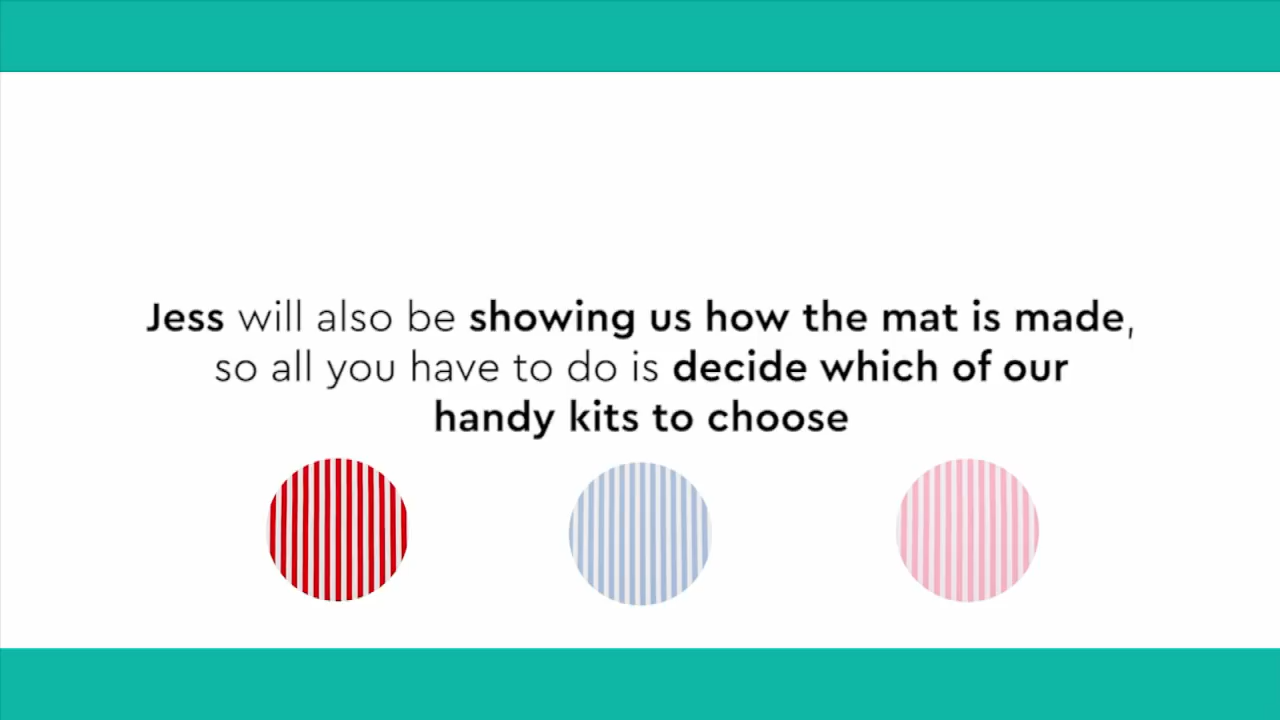 Jess will also be showing us how the mat is made,
so all you have to do is decide which of our
handy kits to choose